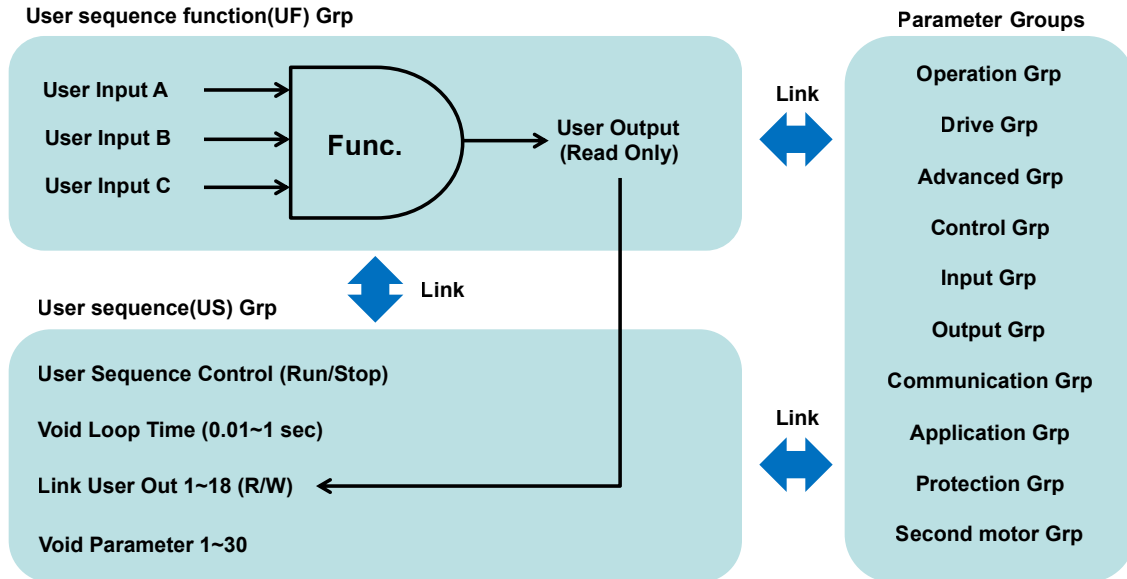 User sequence function(UF) Grp
User Input A
User Input B
User Input C
Func.
User Output
(Read Only)
Link
Link
User sequence(US) Grp
User Sequence Control (Run/Stop)
Void Loop Time (0.01~1 sec)
Link User Out 1~18 (R/W)
Void Parameter 1~30
Link
Parameter Groups
Operation Grp
Drive Grp
Advanced Grp
Control Grp
Input Grp
Output Grp
Communication Grp
Application Grp
Protection Grp
Second motor Grp